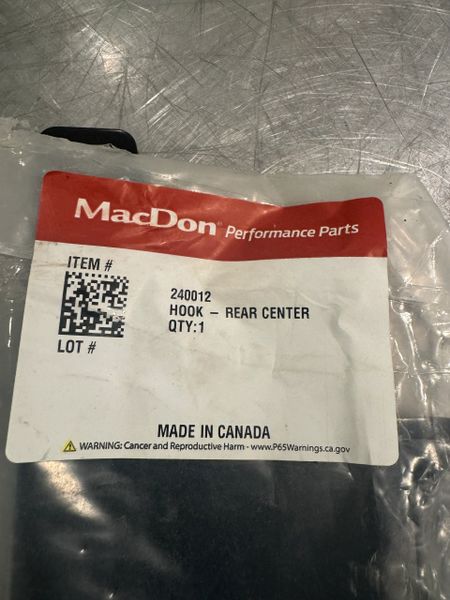 MacDon® Performance Parts
ITEM #
240012
HOOK – REAR CENTER
QTY:1
LOT #
MADE IN CANADA
WARNING: Cancer and Reproductive Harm - www.P65Warnings.ca.gov